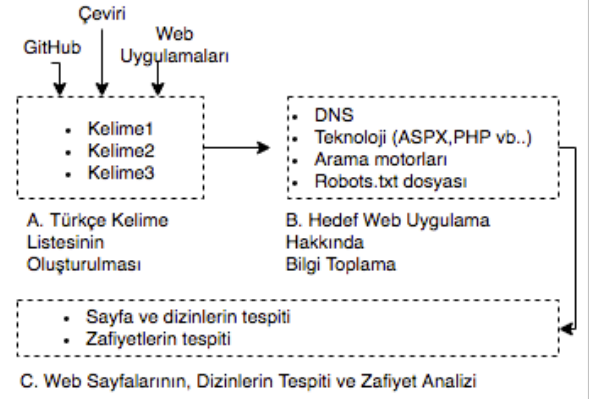 Çeviri
GitHub
Web
Uygulamaları
• Kelime1
• Kelime2
• Kelime3
• DNS
• Teknoloji (ASPX,PHP vb..)
• Arama motorları
• Robots.txt dosyası
A. Türkçe Kelime
Listesinin
Oluşturulması
B. Hedef Web Uygulama
Hakkında
Bilgi Toplama
• Sayfa ve dizinlerin tespiti
• Zafiyetlerin tespiti
C. Web Sayfalarının, Dizinlerin Tespiti ve Zafiyet Analizi